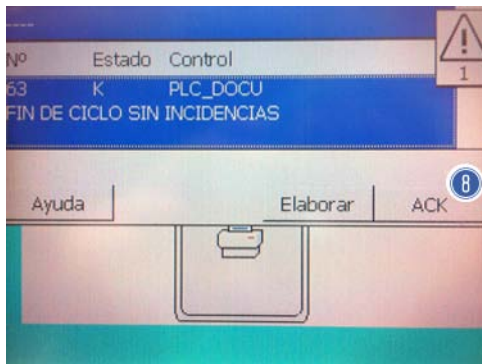 ----
1
Nº Estado Control
63 K PLC_DOCU
FIN DE CICLO SIN INCIDENCIAS
8
Ayuda Elaborar ACK